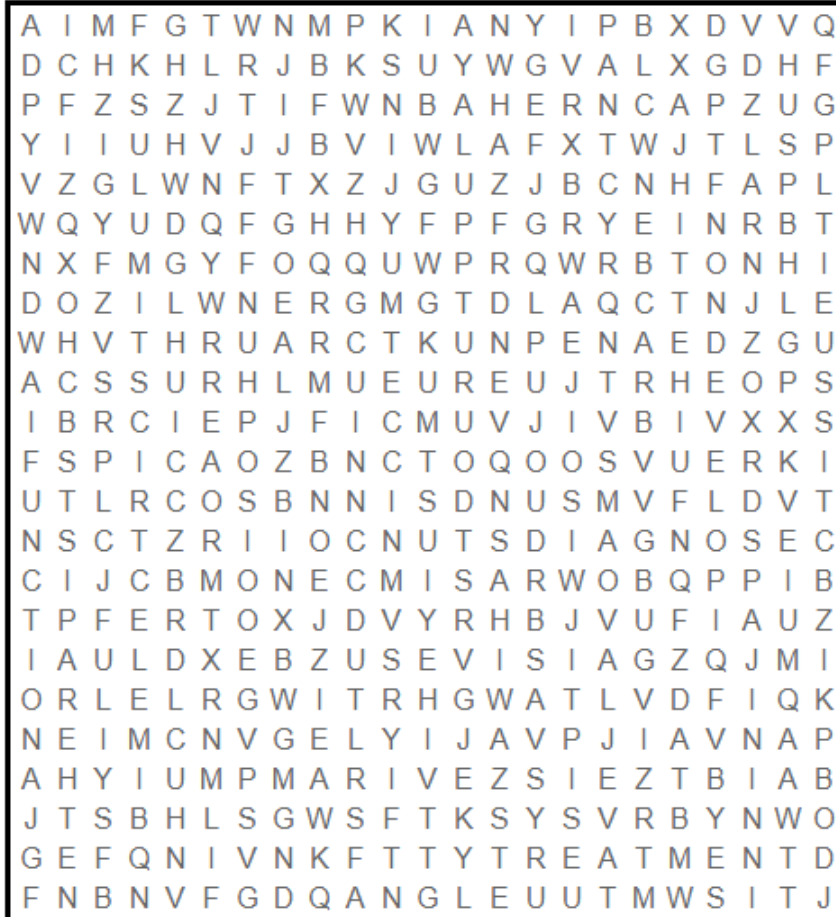 A I M F G T W N M P K I A N Y I P B X D V V Q
D C H K H L R J B K S U Y W G V A L X G D H F
P F Z S Z J T I F W N B A H E R N C A P Z U G
Y I I U H V J J B V I W L A F X T W J T L S P
V Z G L W N F T X Z J G U Z J B C N H F A P L
W Q Y U D Q F G H H Y F P F G R Y E I N R B T
N X F M G Y F O Q Q U W P R Q W R B T O N H I
D O Z I L W N E R G M G T D L A Q C T N J L E
W H V T H R U A R C T K U N P E N A E D Z G U
A C S S U R H L M U E U R E U J T R H E O P S
I B R C I E P J F I C M U V J I V B I V X X S
F S P I C A O Z B N C T O Q O O S V U E R K I
U T L R C O S B N N I S D N U S M V F L D V T
N S C T Z R I I O C N U T S D I A G N O S E C
C I J C B M O N E C M I S A R W O B Q P P I B
T P F E R T O X J D V Y R H B J V U F I A U Z
I A U L D X E B Z U S E V I S I A G Z Q J M I
O R L E L R G W I T R H G W A T L V D F I Q K
N E I M C N V G E L Y I J A V P J I A V N A P
A H Y I U M P M A R I V E Z S I E Z T B I A B
J T S B H L S G W S F T K S Y S V R B Y N W O
G E F Q N I V N K F T T Y T R E A T M E N T D
F N B N V F G D Q A N G L E U U T M W S I T J